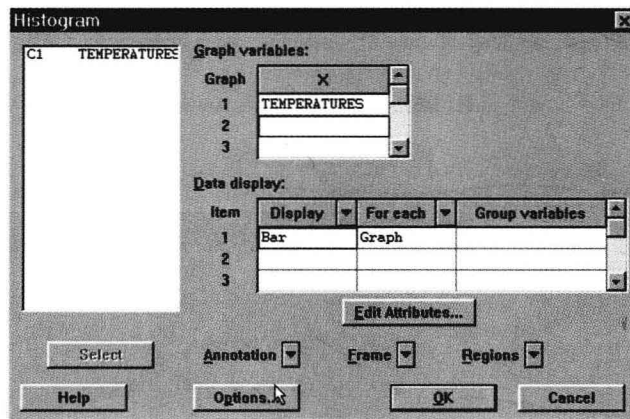 Histogram
C1 TEMPERATURES
Graph variables:
Graph X
1 TEMPERATURES
2
3
Data display:
Item Display For each Group variables
1 Bar Graph
2
3
Edit Attributes...
Select Annotation Frame Regions
Help Options... OK Cancel